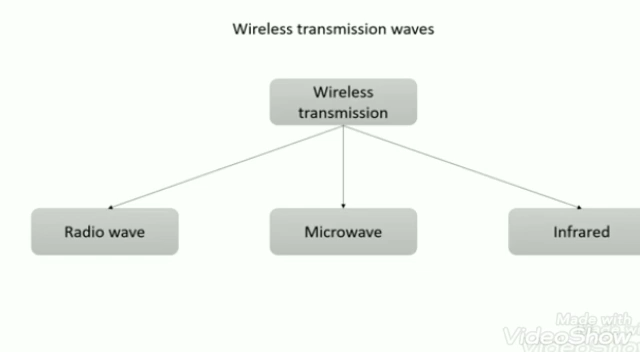 Wireless transmission waves
Wireless
transmission
Radio wave
Microwave
Infrared
Made with
VideoShow